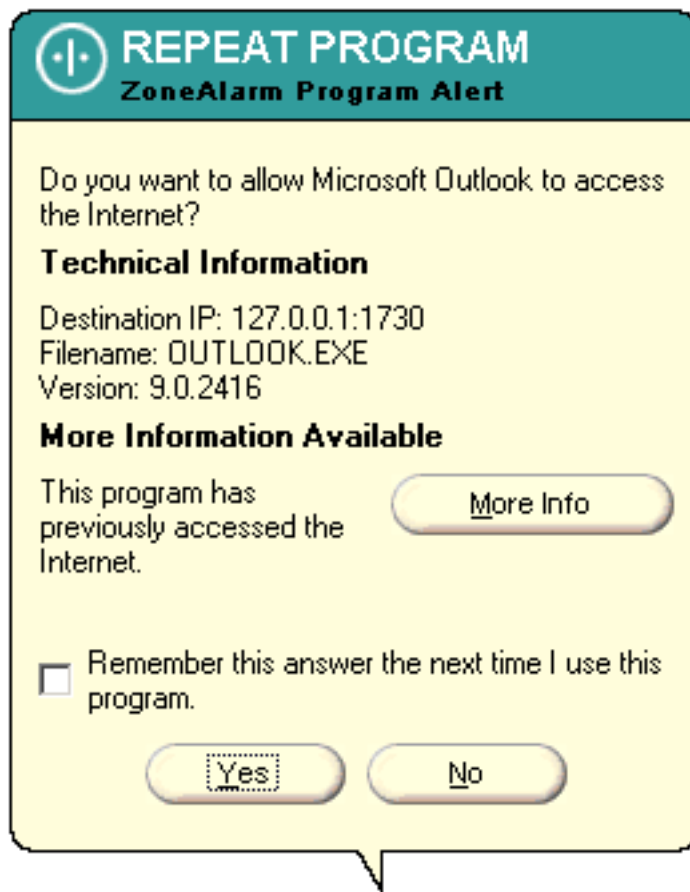 REPEAT PROGRAM
ZoneAlarm Program Alert
Do you want to allow Microsoft Outlook to access
the Internet?
Technical Information
Destination IP: 127.0.0.1:1730
Filename: OUTLOOK.EXE
Version: 9.0.2416
More Information Available
This program has
previously accessed the
Internet.
More Info
Remember this answer the next time I use this
program.
Yes
No